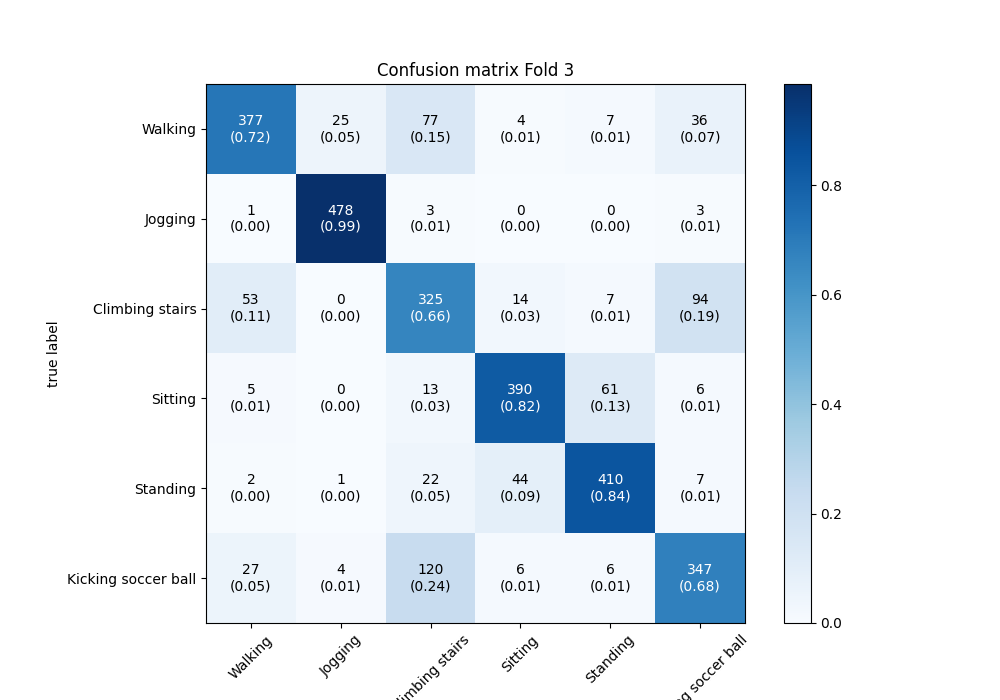 Confusion matrix Fold 3
true label
Walking
377 25 77 4 7 36
(0.72) (0.05) (0.15) (0.01) (0.01) (0.07)
Jogging
1 478 3 0 0 3
(0.00) (0.99) (0.01) (0.00) (0.00) (0.01)
Climbing stairs
53 0 325 14 7 94
(0.11) (0.00) (0.66) (0.03) (0.01) (0.19)
Sitting
5 0 13 390 61 6
(0.01) (0.00) (0.03) (0.82) (0.13) (0.01)
Standing
2 1 22 44 410 7
(0.00) (0.00) (0.05) (0.09) (0.84) (0.01)
Kicking soccer ball
27 4 120 6 6 347
(0.05) (0.01) (0.24) (0.01) (0.01) (0.68)
Walking
Jogging
limbing stairs
Sitting
Standing
g soccer ball
0.8
0.6
0.4
0.2
0.0